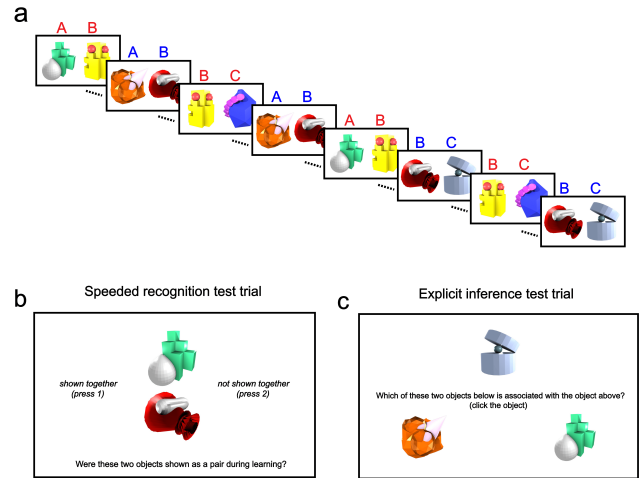 a
A B
A B
B C
A B
A B
B C
B C
B C
b
Speeded recognition test trial
shown together
(press 1)
not shown together
(press 2)
Were these two objects shown as a pair during learning?
c
Explicit inference test trial
Which of these two objects below is associated with the object above?
(click the object)